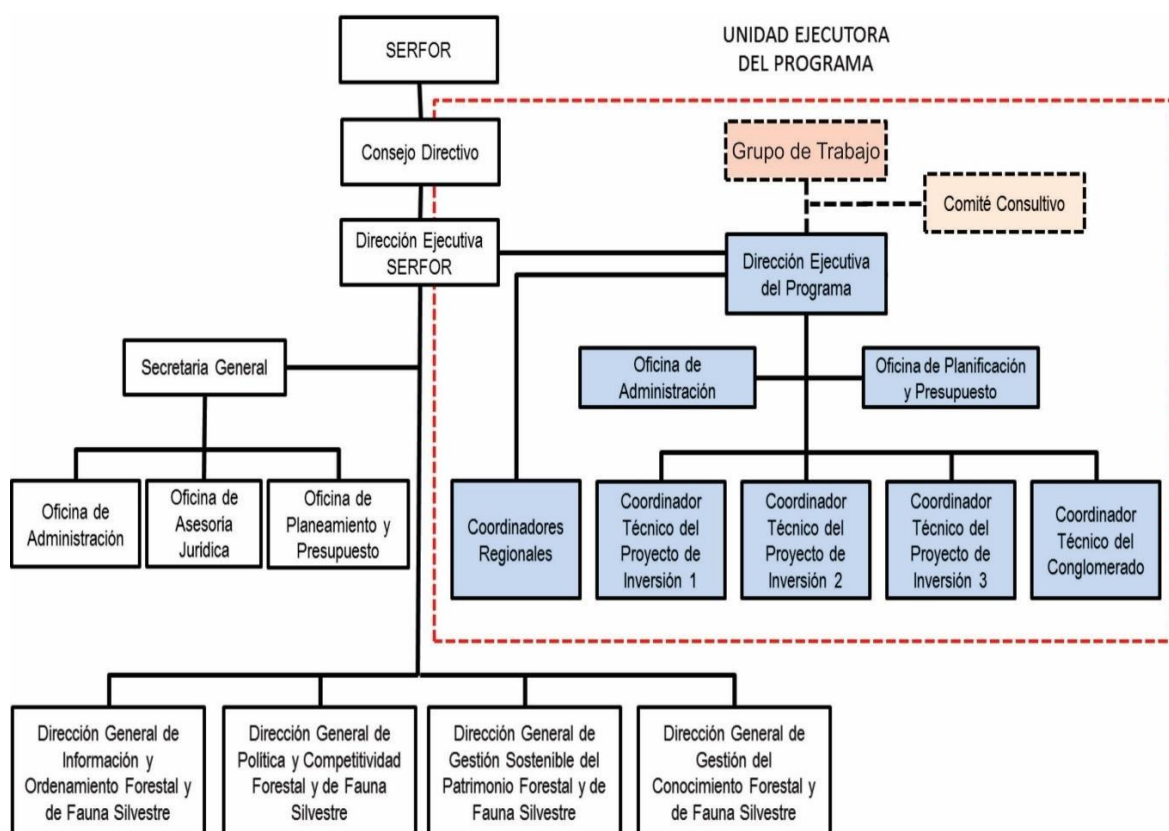 SERFOR
UNIDAD EJECUTORA
DEL PROGRAMA
Consejo Directivo
Grupo de Trabajo
Comité Consultivo
Dirección Ejecutiva
SERFOR
Dirección Ejecutiva
del Programa
Secretaria General
Oficina de
Administración
Oficina de Planificación
y Presupuesto
Oficina de
Administración
Oficina de
Asesoría
Juridica
Oficina de
Planeamiento y
Presupuesto
Coordinadores
Regionales
Coordinador
Técnico del
Proyecto de
Inversión 1
Coordinador
Técnico del
Proyecto de
Inversión 2
Coordinador
Técnico del
Proyecto de
Inversión 3
Coordinador
Técnico del
Conglomerado
Dirección General de
Información y
Ordenamiento Forestal y
de Fauna Silvestre
Dirección General de
Política y Competitividad
Forestal y de Fauna
Silvestre
Dirección General de
Gestión Sostenible del
Patrimonio Forestal y de
Fauna Silvestre
Dirección General de
Gestión del
Conocimiento Forestal y
de Fauna Silvestre